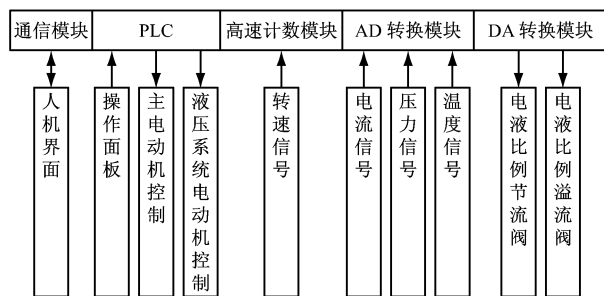 通信模块
PLC
高速计数模块
AD 转换模块
DA 转换模块
人机界面
操作面板
主电动机控制
液压系统电动机控制
转速信号
电流信号
压力信号
温度信号
电液比例节流阀
电液比例溢流阀